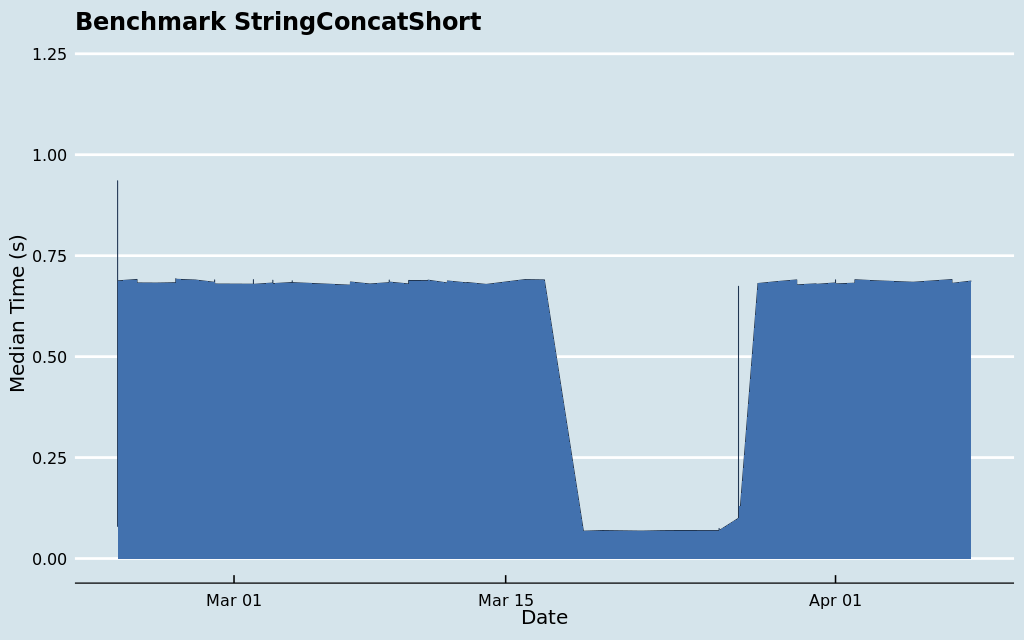 Benchmark StringConcatShort
1.25
1.00
0.75
0.50
0.25
0.00
Median Time (s)
Mar 01
Mar 15
Apr 01
Date